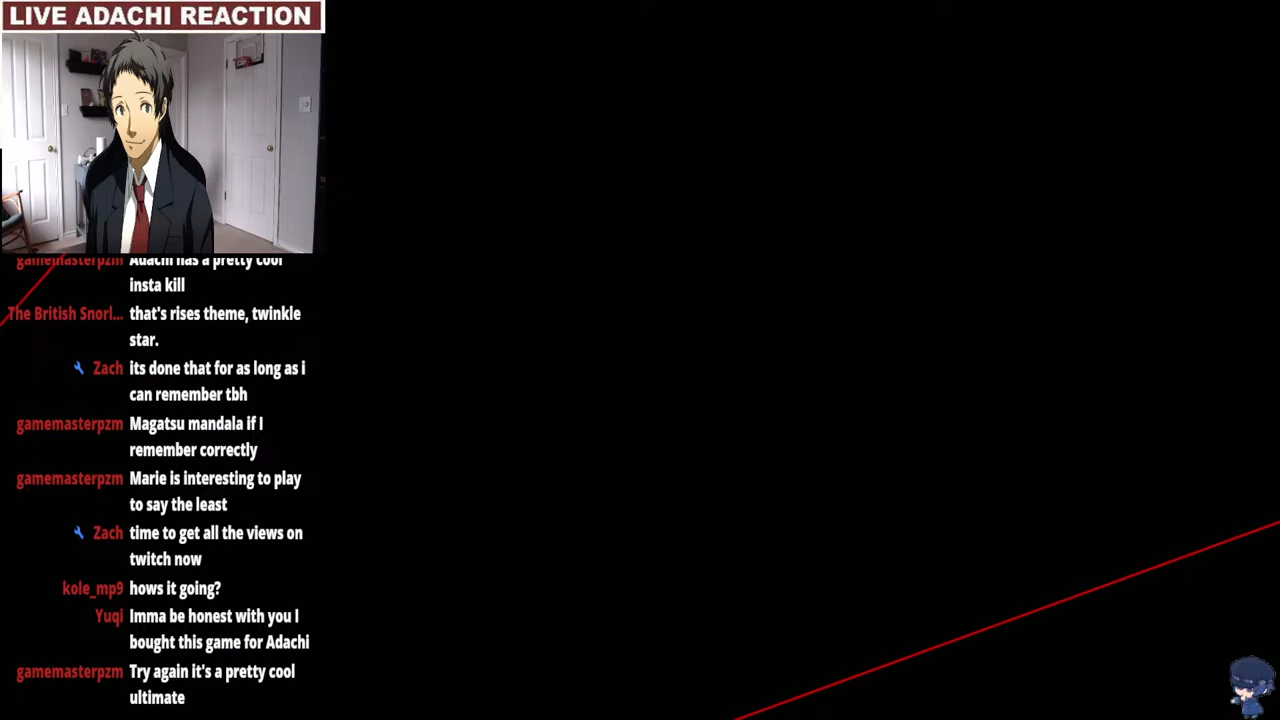 LIVE ADACHI REACTION
gamemasterpzm Adachi has a pretty cool
insta kill
The British Snorl... that's rises theme, twinkle
star.
Zach its done that for as long as i
can remember tbh
gamemasterpzm Magatsu mandala if I
remember correctly
gamemasterpzm Marie is interesting to play
to say the least
Zach time to get all the views on
twitch now
kole_mp9 hows it going?
Yuqi Imma be honest with you I
bought this game for Adachi
gamemasterpzm Try again it's a pretty cool
ultimate